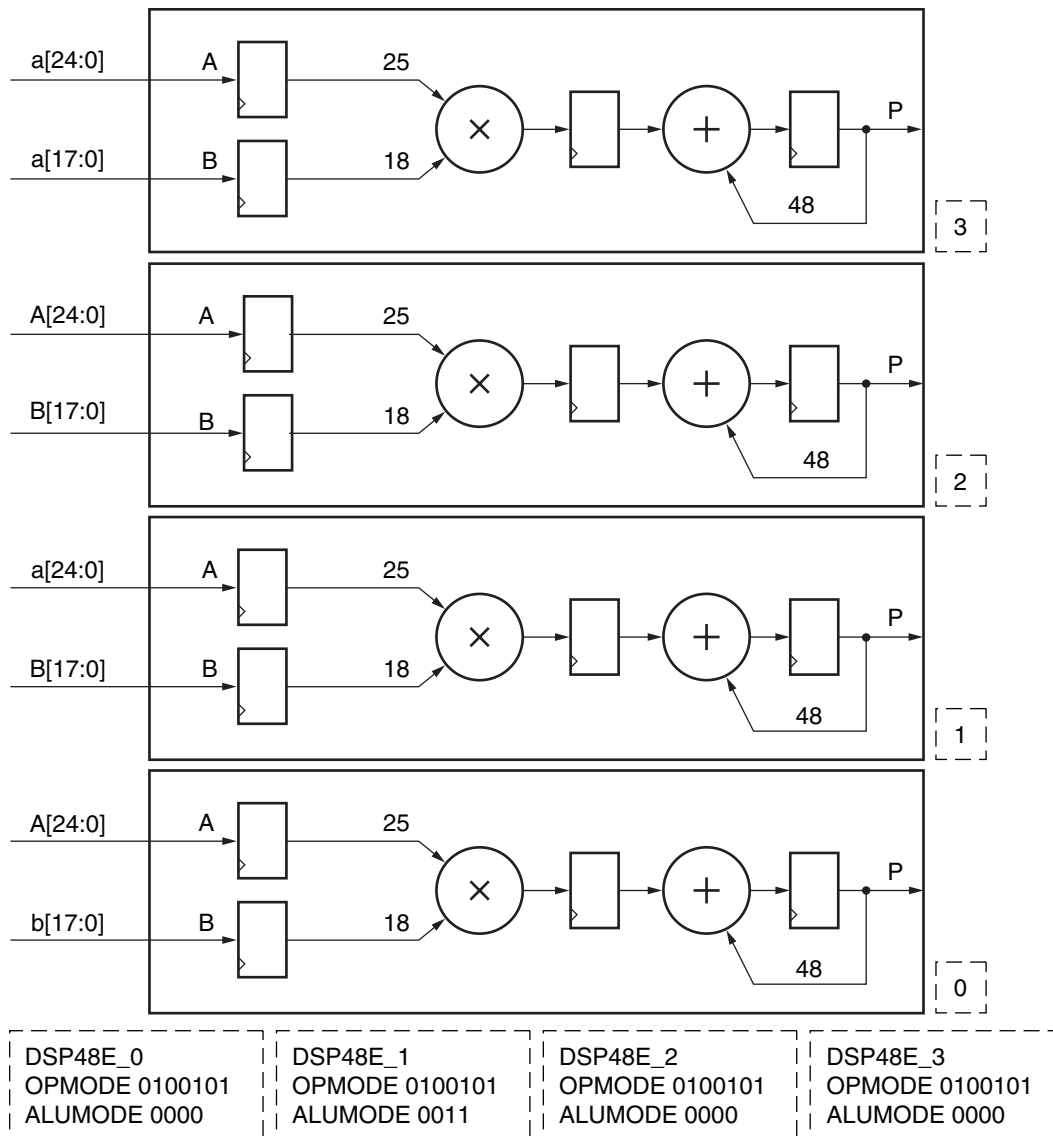 a[24:0] A 25
P
a[17:0] B 18
48
3
A[24:0] A 25
P
B[17:0] B 18
48
2
a[24:0] A 25
P
B[17:0] B 18
48
1
A[24:0] A 25
P
b[17:0] B 18
48
0
DSP48E_0
OPMODE 0100101
ALUMODE 0000
DSP48E_1
OPMODE 0100101
ALUMODE 0011
DSP48E_2
OPMODE 0100101
ALUMODE 0000
DSP48E_3
OPMODE 0100101
ALUMODE 0000